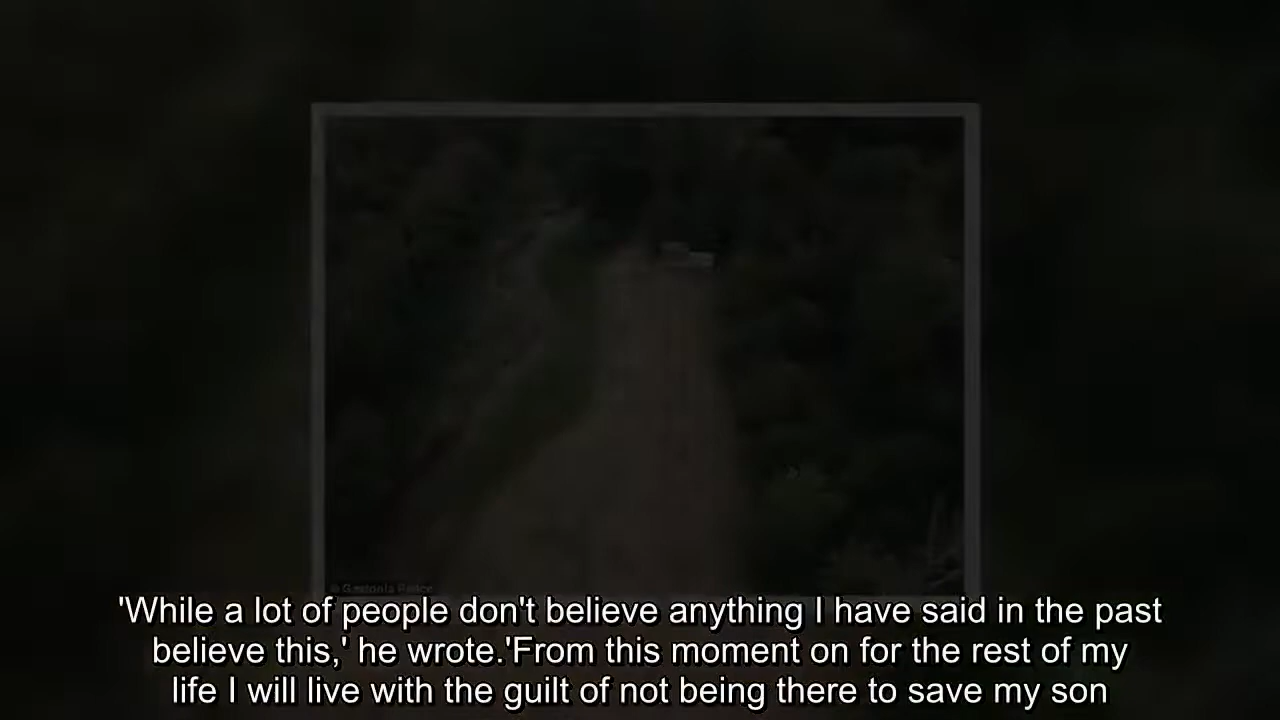 © Gastonia Police
'While a lot of people don't believe anything I have said in the past
believe this,' he wrote.'From this moment on for the rest of my
life I will live with the guilt of not being there to save my son